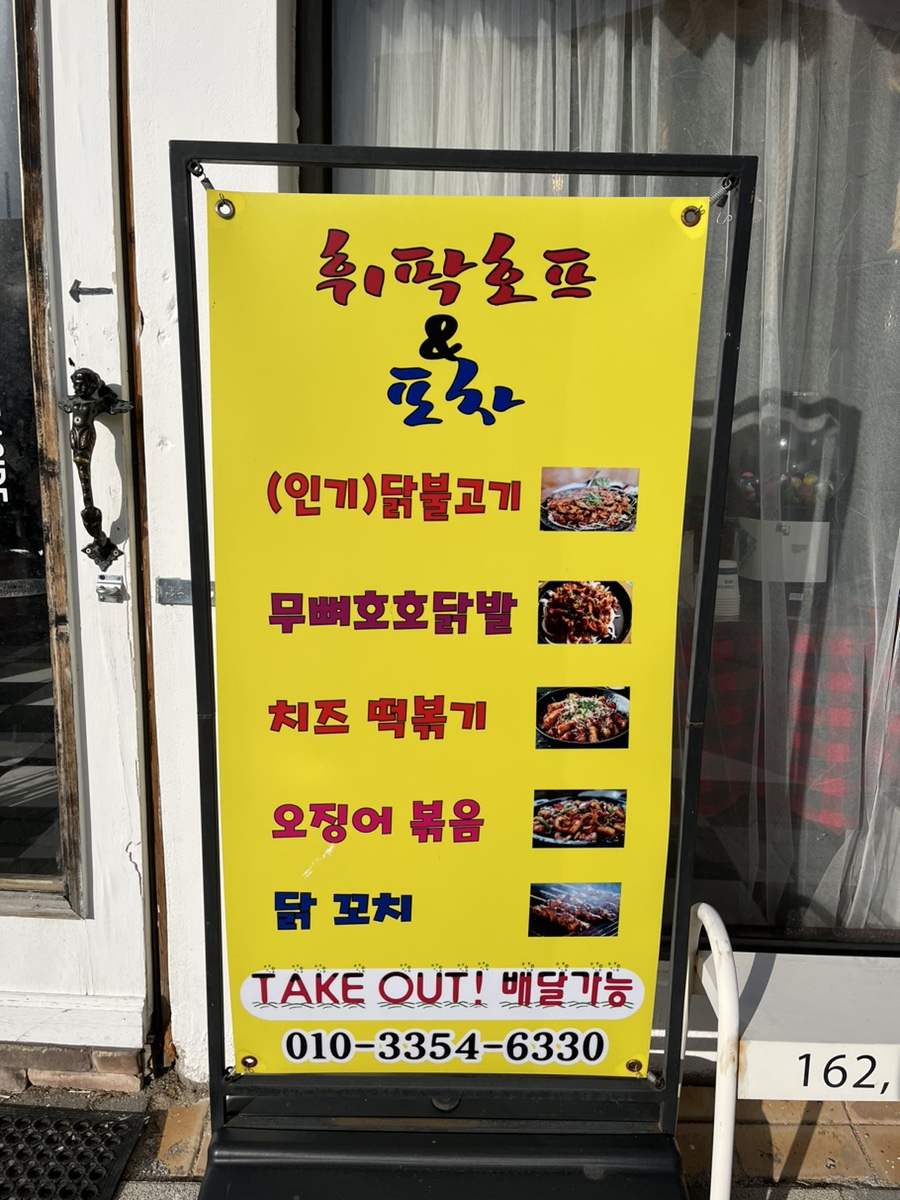 휘팍호프
&
포차
(인기)닭불고기
무뼈호호닭발
치즈 떡볶기
오징어 볶음
닭 꼬치
TAKE OUT! 배달가능
010-3354-6330
162,